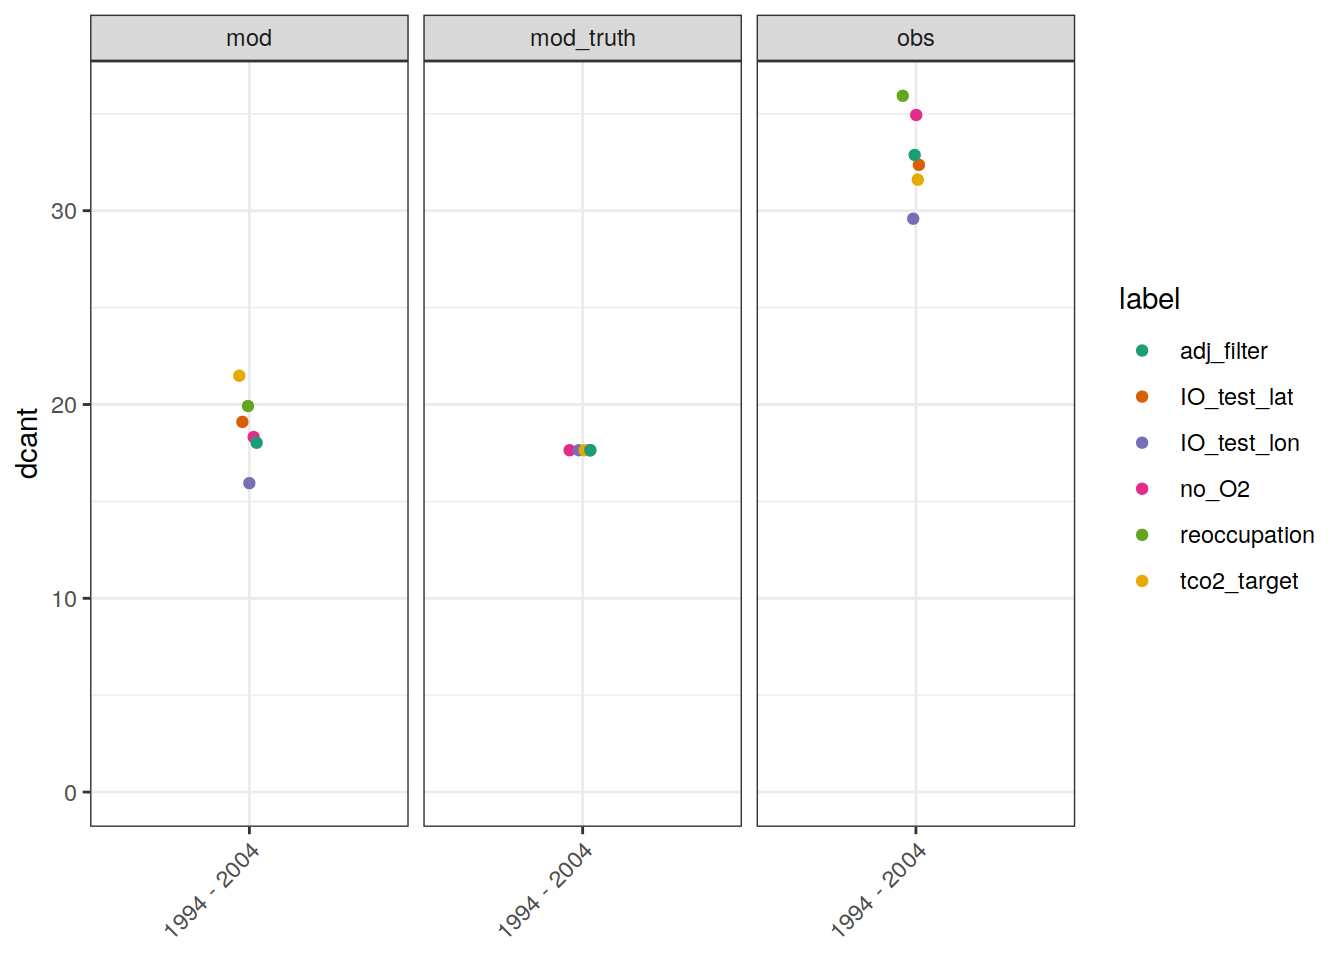 mod
mod_truth
obs
dcant
30
20
10
0
1994 - 2004
1994 - 2004
1994 - 2004
label
adj_filter
IO_test_lat
IO_test_lon
no_O2
reoccupation
tco2_target